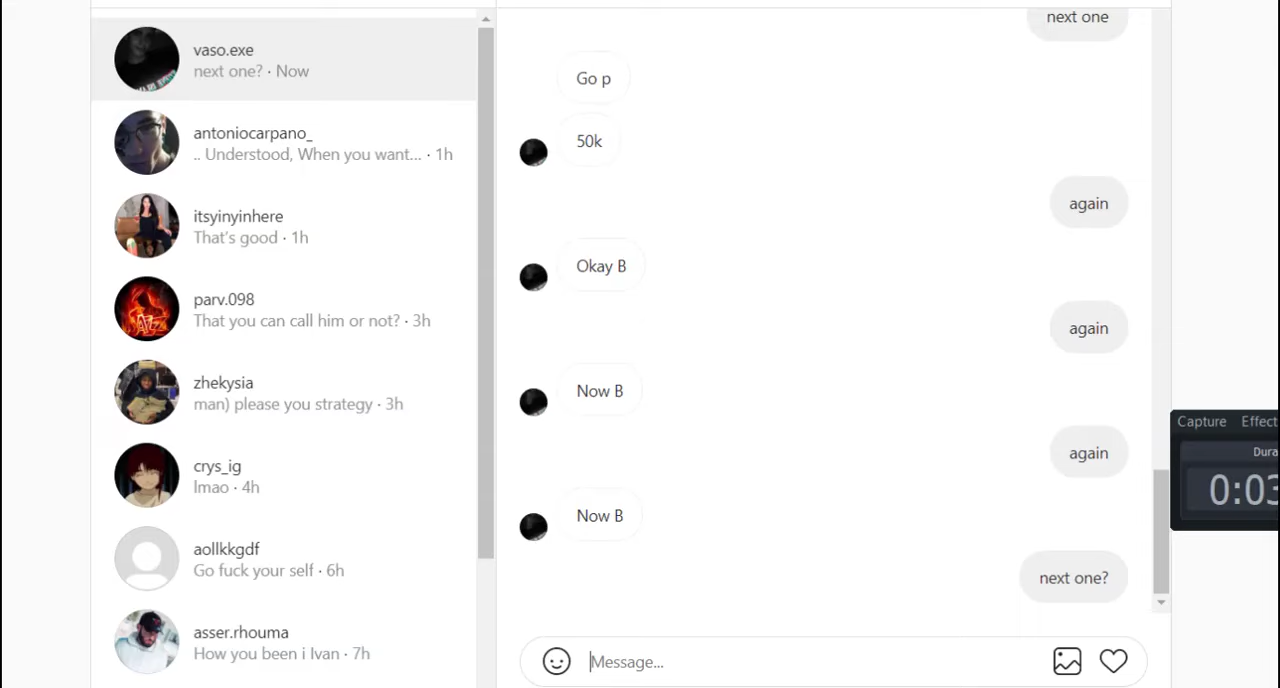 vaso.exe
next one? · Now
antoniocarpano_
.. Understood, When you want... · 1h
itsyinyinhere
That's good · 1h
parv.098
That you can call him or not? · 3h
zhekysia
man) please you strategy · 3h
crys_ig
lmao · 4h
aollkkgdf
Go fuck your self · 6h
asser.rhouma
How you been i Ivan · 7h
next one
Go p
50k
again
Okay B
again
Now B
again
Now B
next one?
Message...
Capture Effect
Dura
0:03